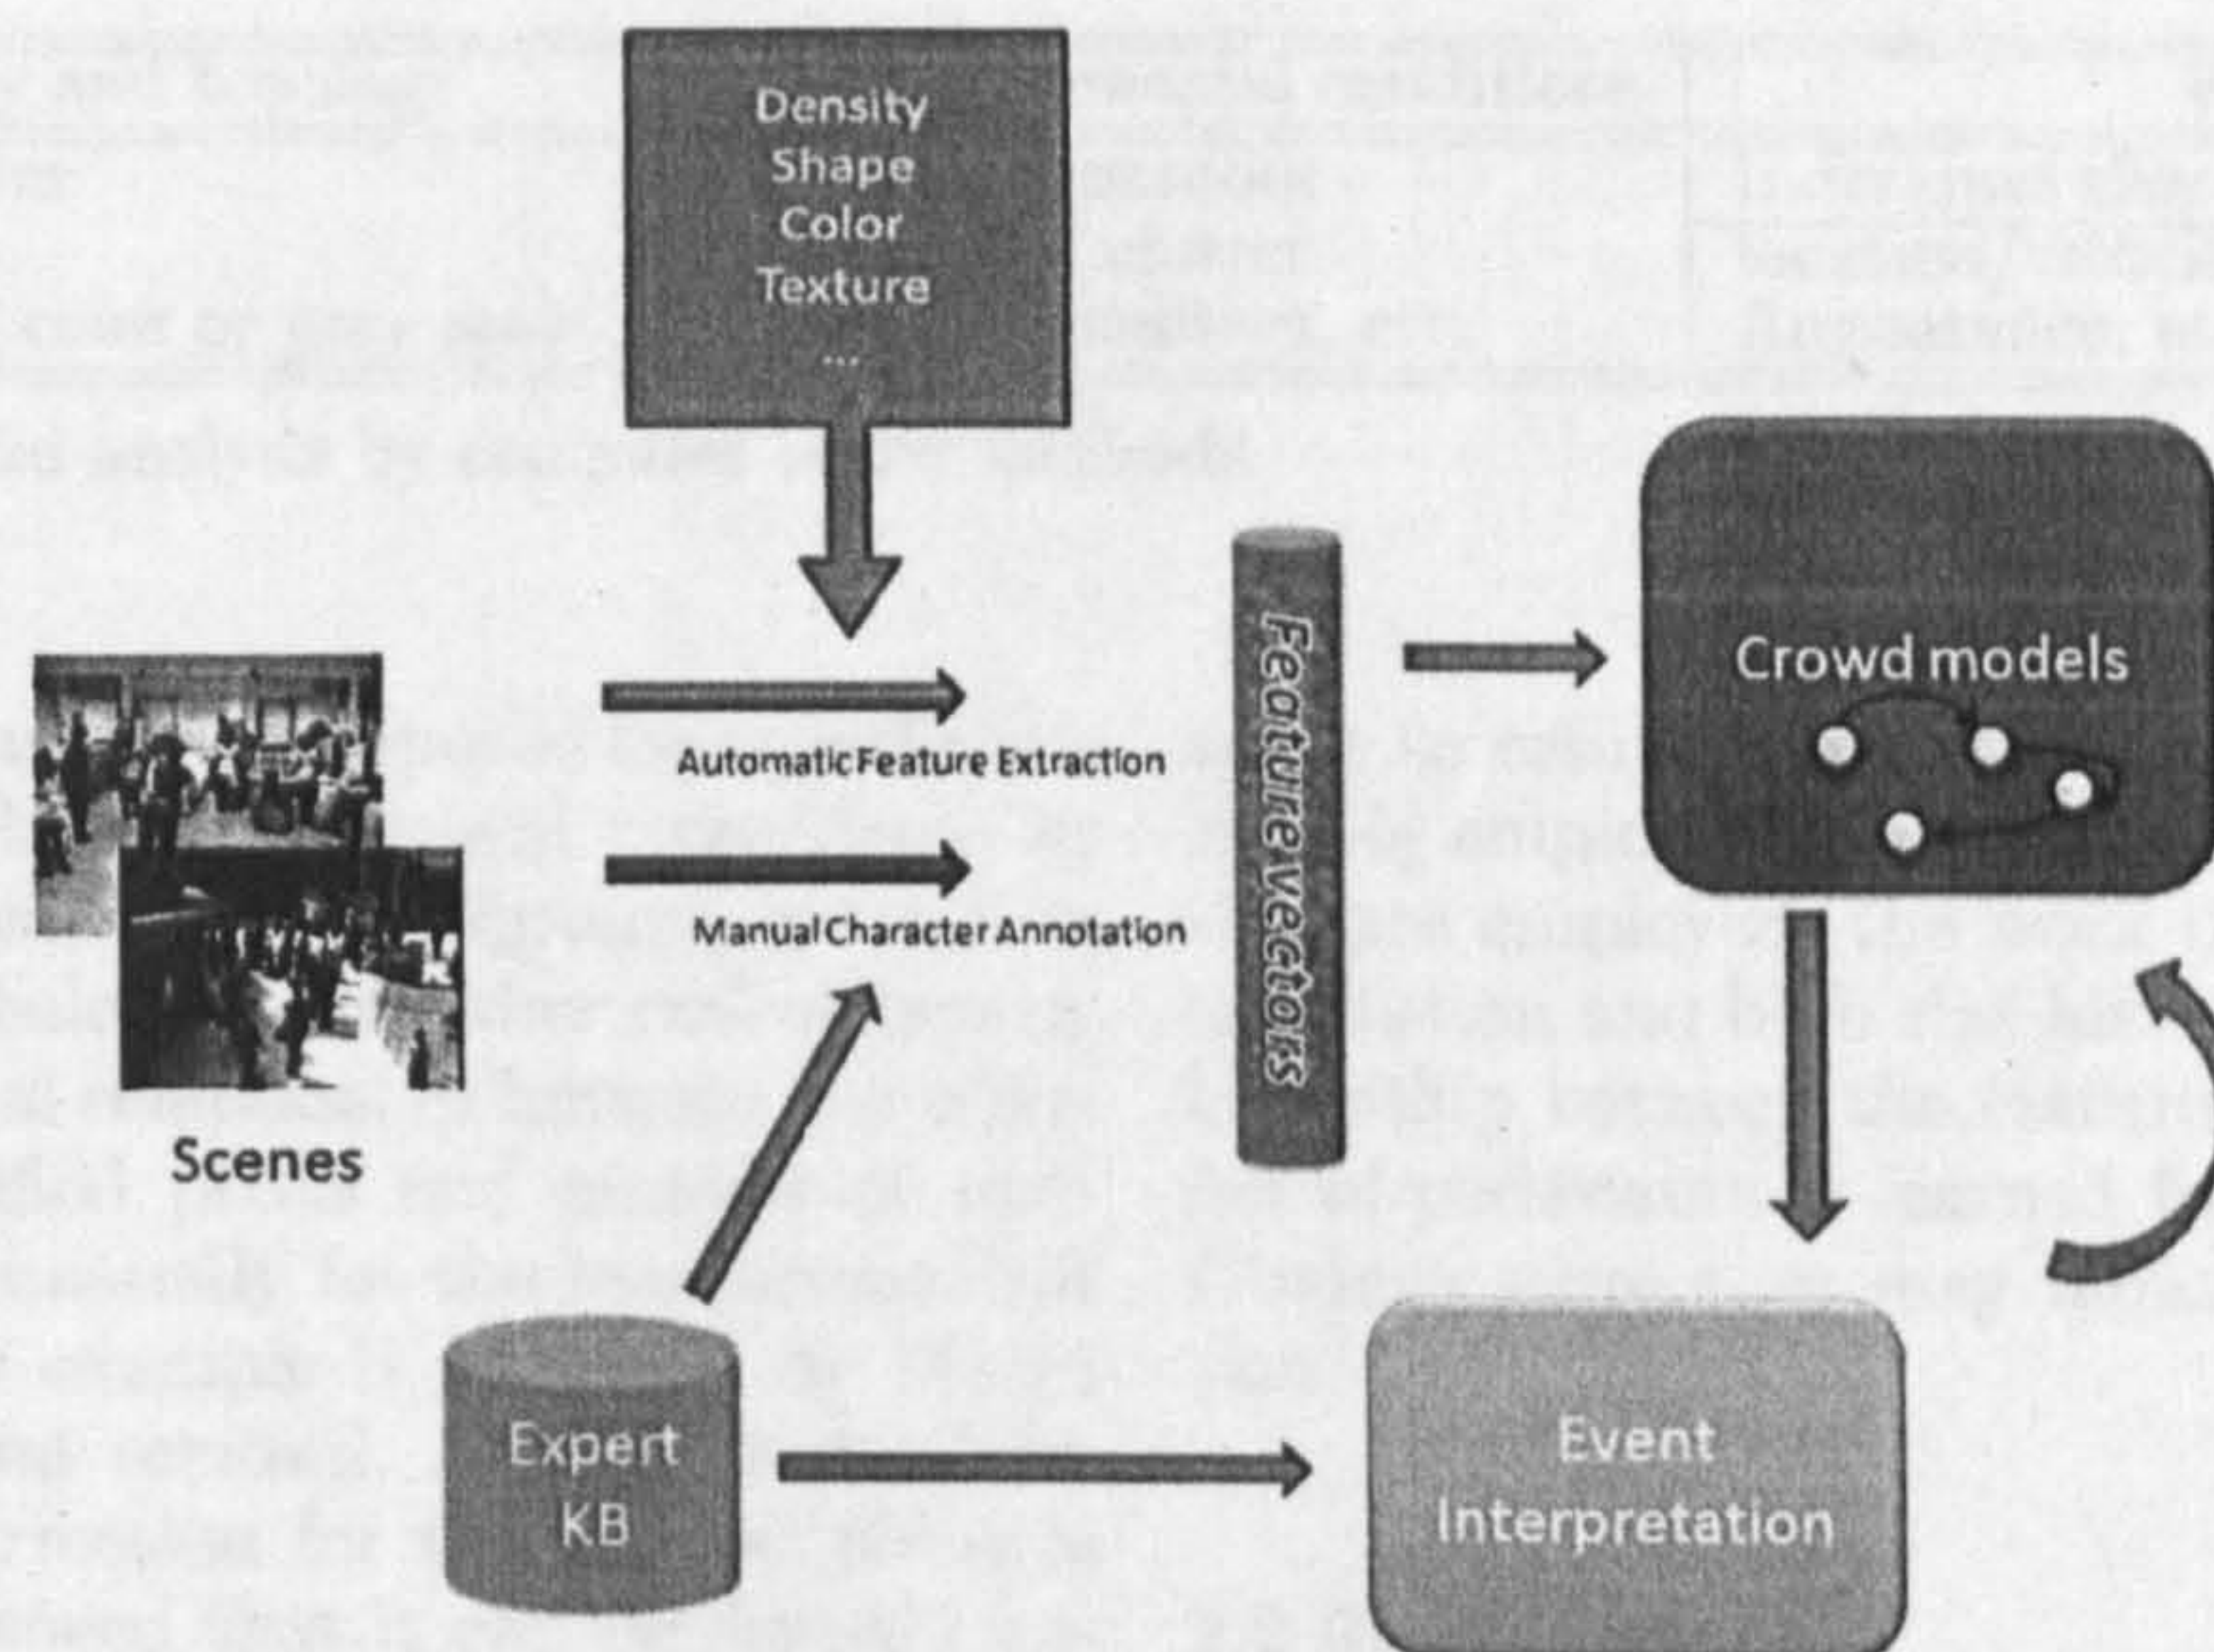 Density
Shape
Color
Texture
...
Automatic Feature Extraction
Manual Character Annotation
Feature vectors
Crowd models
Scenes
Expert
KB
Event
Interpretation